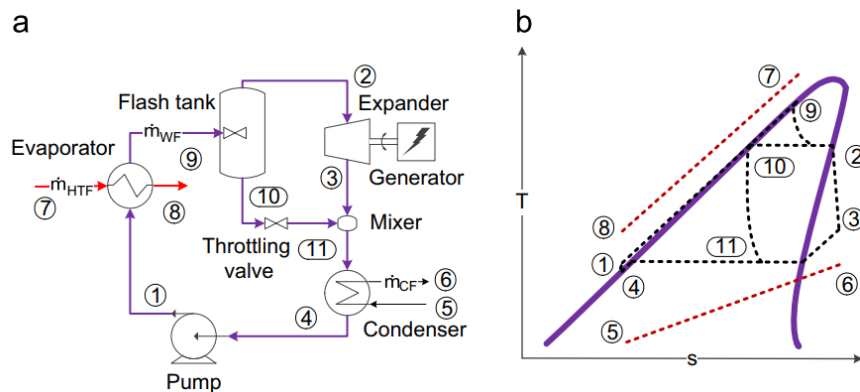 a
②
Flash tank
Expander
ṁWF
Evaporator
⑨
③
Generator
ṁHTF
⑩
⑦
⑧
Mixer
Throttling
valve
⑪
ṁCF
⑥
⑤
①
④
Condenser
Pump
b
⑦
⑨
⑩
②
T
⑧
③
⑪
①
④
⑥
⑤
s